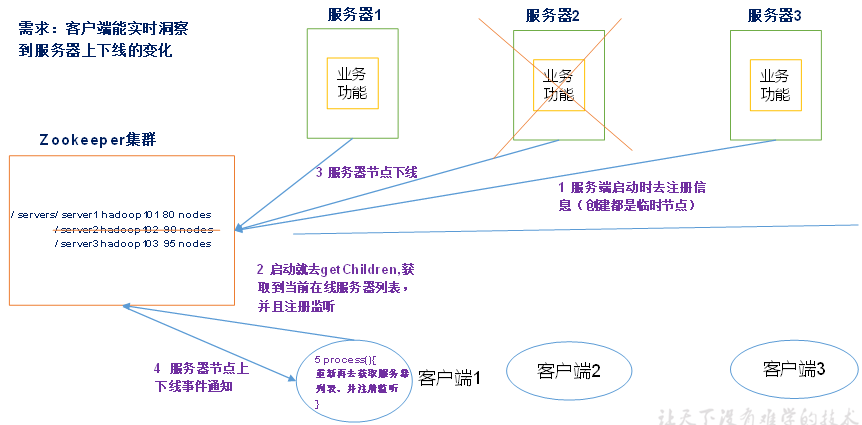 需求：客户端能实时洞察
到服务器上下线的变化
服务器1
服务器2
服务器3
业务
功能
业务
功能
业务
功能
Zookeeper集群
3 服务器节点下线
1 服务端启动时去注册信
息（创建都是临时节点）
/ servers/ server1 hadoop101 80 nodes
/ server2 hadoop102 90 nodes
/ server3 hadoop103 95 nodes
2 启动就去getChildren,获
取到当前在线服务器列表，
并且注册监听
4 服务器节点上
下线事件通知
5 process(){
重新再去获取服务器
列表、并注册监听
}
客户端1
客户端2
客户端3
让天下没有难学的技术